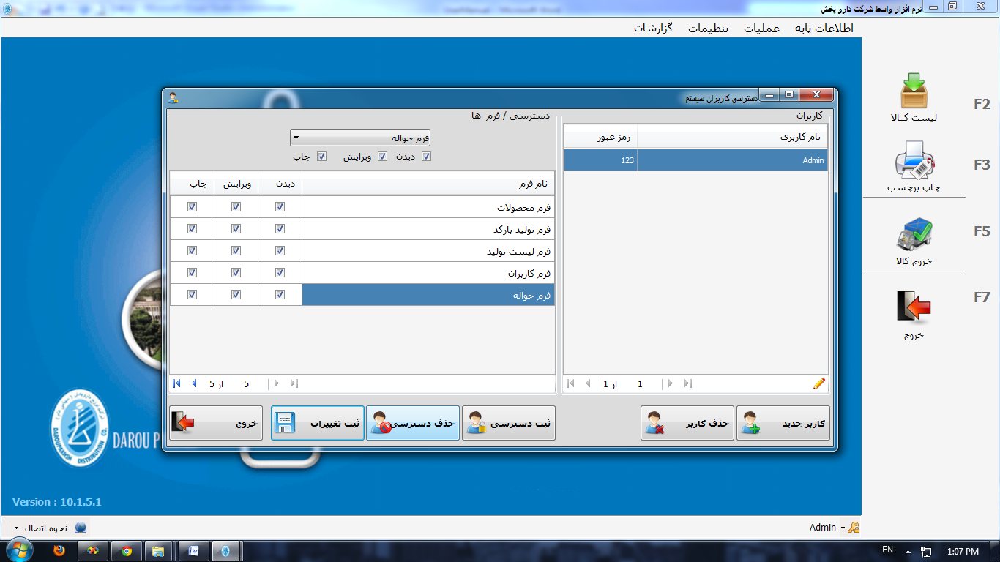 نرم افزار واسط شرکت دارو بخش
اطلاعات پایه عملیات تنظیمات گزارشات
F2
لیست کالا
F3
چاپ برچسب
F5
خروج کالا
F7
خروج
دسترسی کاربران سیستم
کاربران
نام کاربری رمز عبور
Admin 123
1 از 1
دسترسی / فرم ها
فرم حواله
دیدن ویرایش چاپ
نام فرم دیدن ویرایش چاپ
فرم محصولات
فرم تولید بارکد
فرم لیست تولید
فرم کاربران
فرم حواله
5 از 5
کاربر جدید حذف کاربر ثبت دسترسی حذف دسترسی ثبت تغییرات خروج
DAROUPAKHSH DISTRIBUTION CO.
DAROU P
Version : 10.1.5.1
Admin
نحوه اتصال
EN 1:07 PM